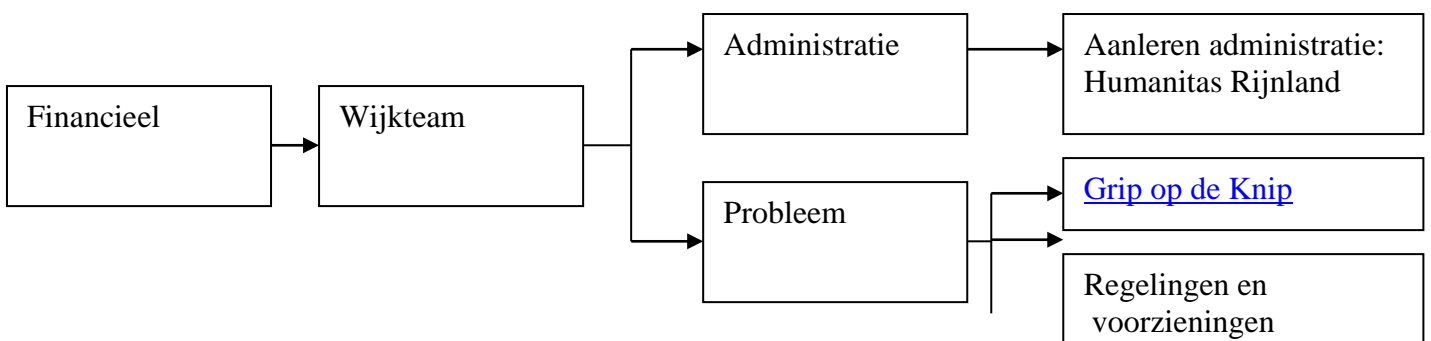 Financieel
Wijkteam
Administratie
Aanleren administratie:
Humanitas Rijnland
Probleem
Grip op de Knip
Regelingen en
voorzieningen